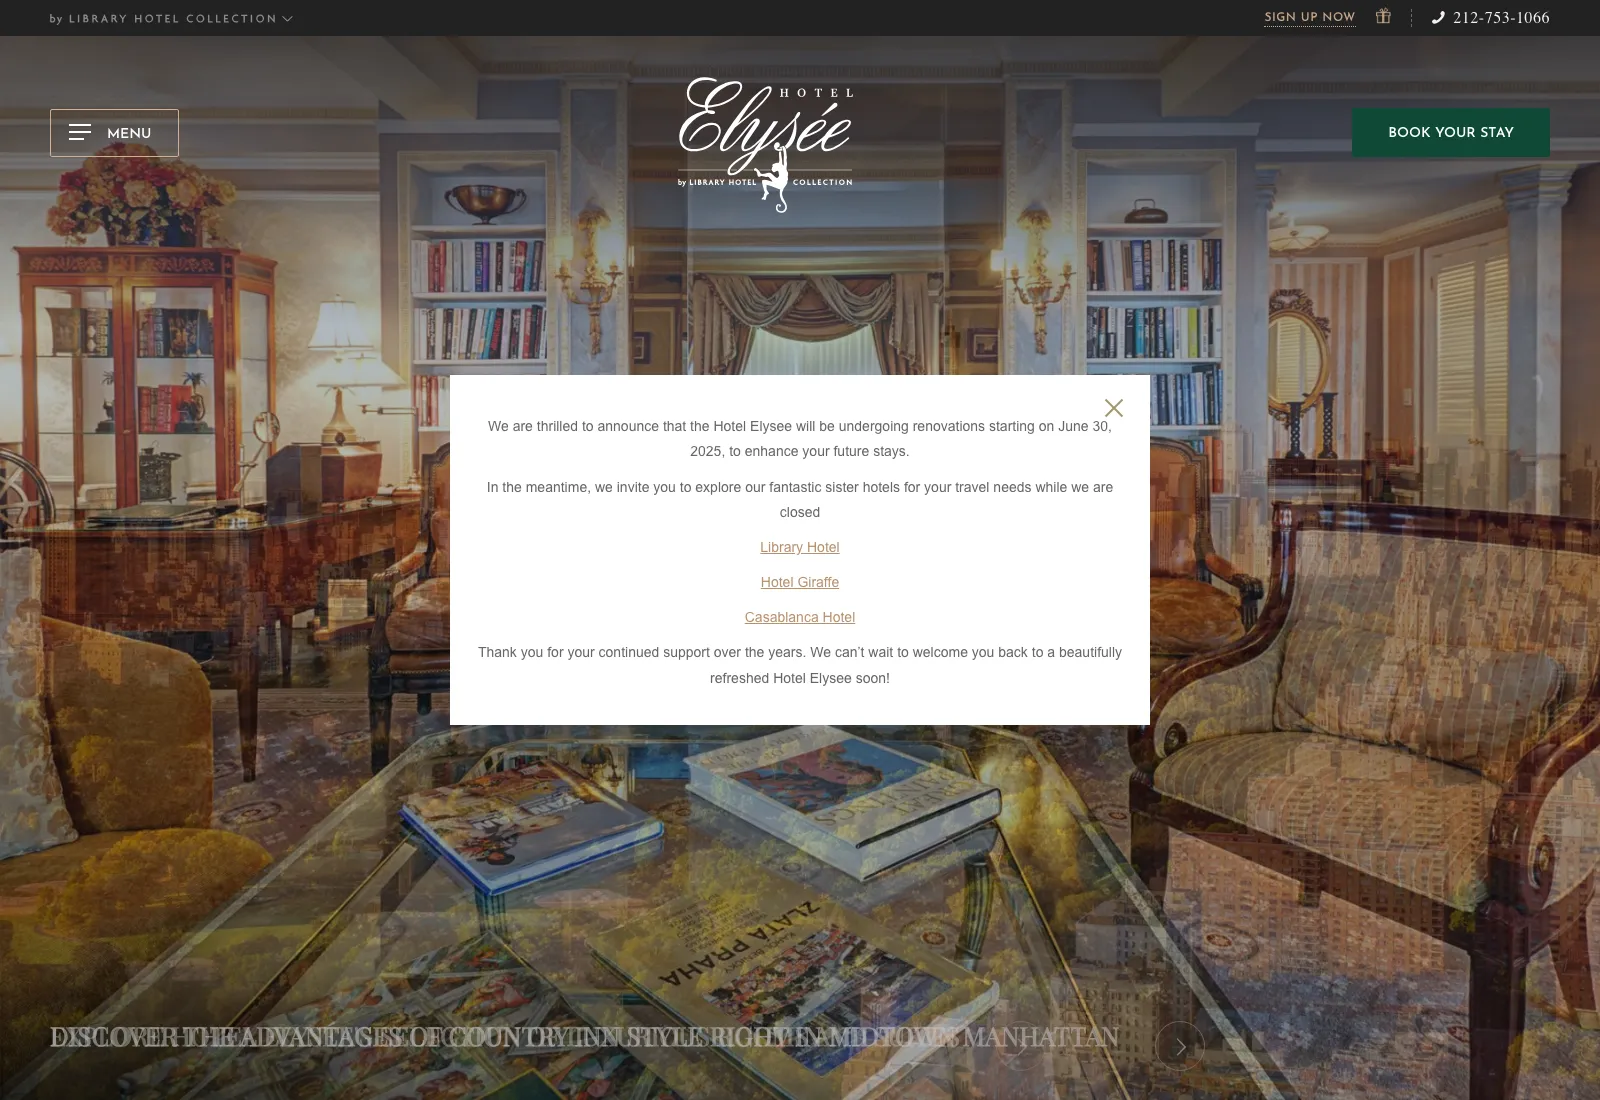 by LIBRARY HOTEL COLLECTION
SIGN UP NOW
212-753-1066
MENU
HOTEL
Elysée
by LIBRARY HOTEL COLLECTION
BOOK YOUR STAY
We are thrilled to announce that the Hotel Elysee will be undergoing renovations starting on June 30,
2025, to enhance your future stays.
In the meantime, we invite you to explore our fantastic sister hotels for your travel needs while we are
closed
Library Hotel
Hotel Giraffe
Casablanca Hotel
Thank you for your continued support over the years. We can’t wait to welcome you back to a beautifully
refreshed Hotel Elysee soon!
ZLATA PRAHA
DISCOVER THE ADVANTAGES OF COUNTRY INN STYLE RIGHT IN MIDTOWN MANHATTAN